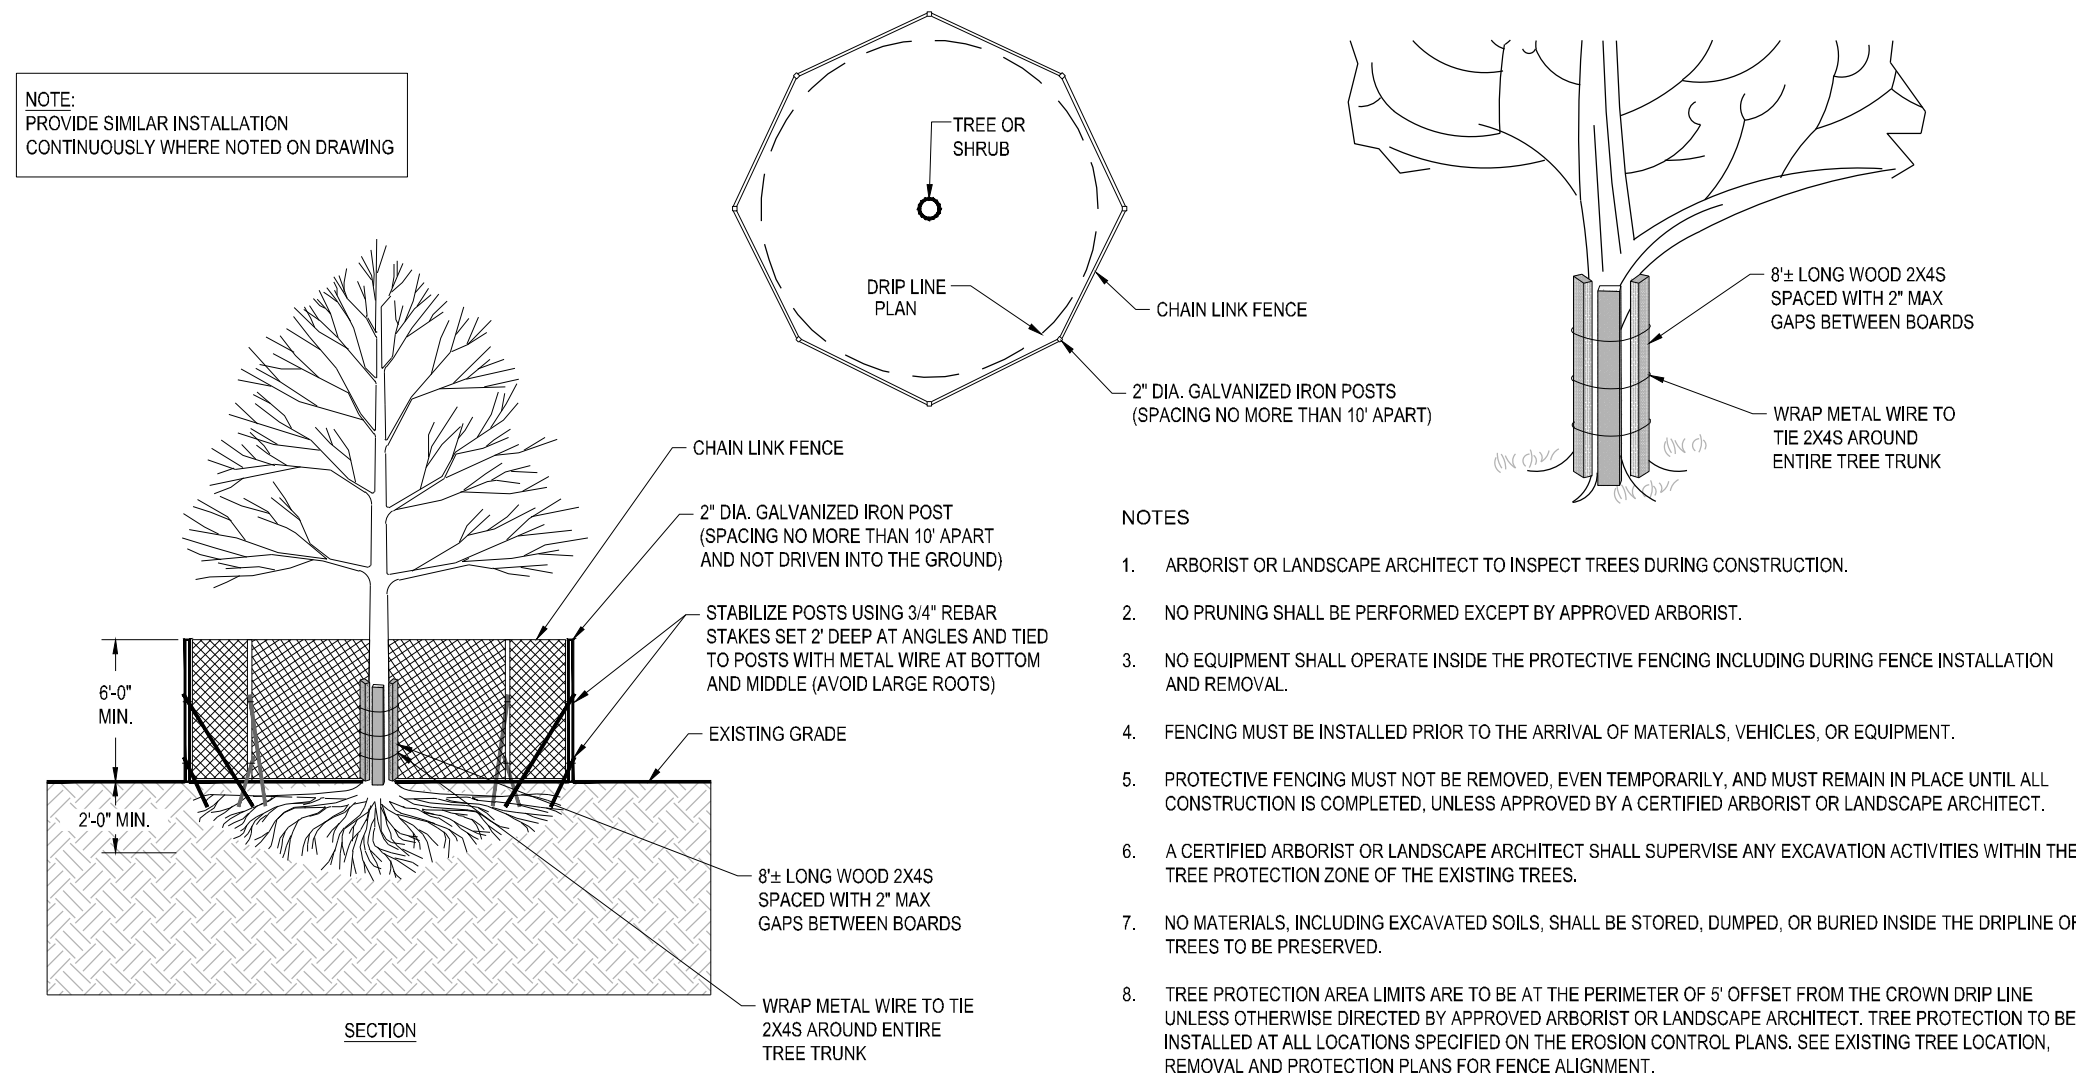 NOTE:
PROVIDE SIMILAR INSTALLATION
CONTINUOUSLY WHERE NOTED ON DRAWING
TREE OR
SHRUB
DRIP LINE
PLAN
CHAIN LINK FENCE
2" DIA. GALVANIZED IRON POSTS
(SPACING NO MORE THAN 10' APART)
8'± LONG WOOD 2X4S
SPACED WITH 2" MAX
GAPS BETWEEN BOARDS
WRAP METAL WIRE TO
TIE 2X4S AROUND
ENTIRE TREE TRUNK
CHAIN LINK FENCE
2" DIA. GALVANIZED IRON POST
(SPACING NO MORE THAN 10' APART
AND NOT DRIVEN INTO THE GROUND)
STABILIZE POSTS USING 3/4" REBAR
STAKES SET 2' DEEP AT ANGLES AND TIED
TO POSTS WITH METAL WIRE AT BOTTOM
AND MIDDLE (AVOID LARGE ROOTS)
EXISTING GRADE
6'-0"
MIN.
2'-0" MIN.
8'± LONG WOOD 2X4S
SPACED WITH 2" MAX
GAPS BETWEEN BOARDS
WRAP METAL WIRE TO TIE
2X4S AROUND ENTIRE
TREE TRUNK
SECTION
NOTES
1. ARBORIST OR LANDSCAPE ARCHITECT TO INSPECT TREES DURING CONSTRUCTION.
2. NO PRUNING SHALL BE PERFORMED EXCEPT BY APPROVED ARBORIST.
3. NO EQUIPMENT SHALL OPERATE INSIDE THE PROTECTIVE FENCING INCLUDING DURING FENCE INSTALLATION
AND REMOVAL.
4. FENCING MUST BE INSTALLED PRIOR TO THE ARRIVAL OF MATERIALS, VEHICLES, OR EQUIPMENT.
5. PROTECTIVE FENCING MUST NOT BE REMOVED, EVEN TEMPORARILY, AND MUST REMAIN IN PLACE UNTIL ALL
CONSTRUCTION IS COMPLETED, UNLESS APPROVED BY A CERTIFIED ARBORIST OR LANDSCAPE ARCHITECT.
6. A CERTIFIED ARBORIST OR LANDSCAPE ARCHITECT SHALL SUPERVISE ANY EXCAVATION ACTIVITIES WITHIN THE
TREE PROTECTION ZONE OF THE EXISTING TREES.
7. NO MATERIALS, INCLUDING EXCAVATED SOILS, SHALL BE STORED, DUMPED, OR BURIED INSIDE THE DRIPLINE OF
TREES TO BE PRESERVED.
8. TREE PROTECTION AREA LIMITS ARE TO BE AT THE PERIMETER OF 5' OFFSET FROM THE CROWN DRIP LINE
UNLESS OTHERWISE DIRECTED BY APPROVED ARBORIST OR LANDSCAPE ARCHITECT. TREE PROTECTION TO BE
INSTALLED AT ALL LOCATIONS SPECIFIED ON THE EROSION CONTROL PLANS. SEE EXISTING TREE LOCATION,
REMOVAL AND PROTECTION PLANS FOR FENCE ALIGNMENT.